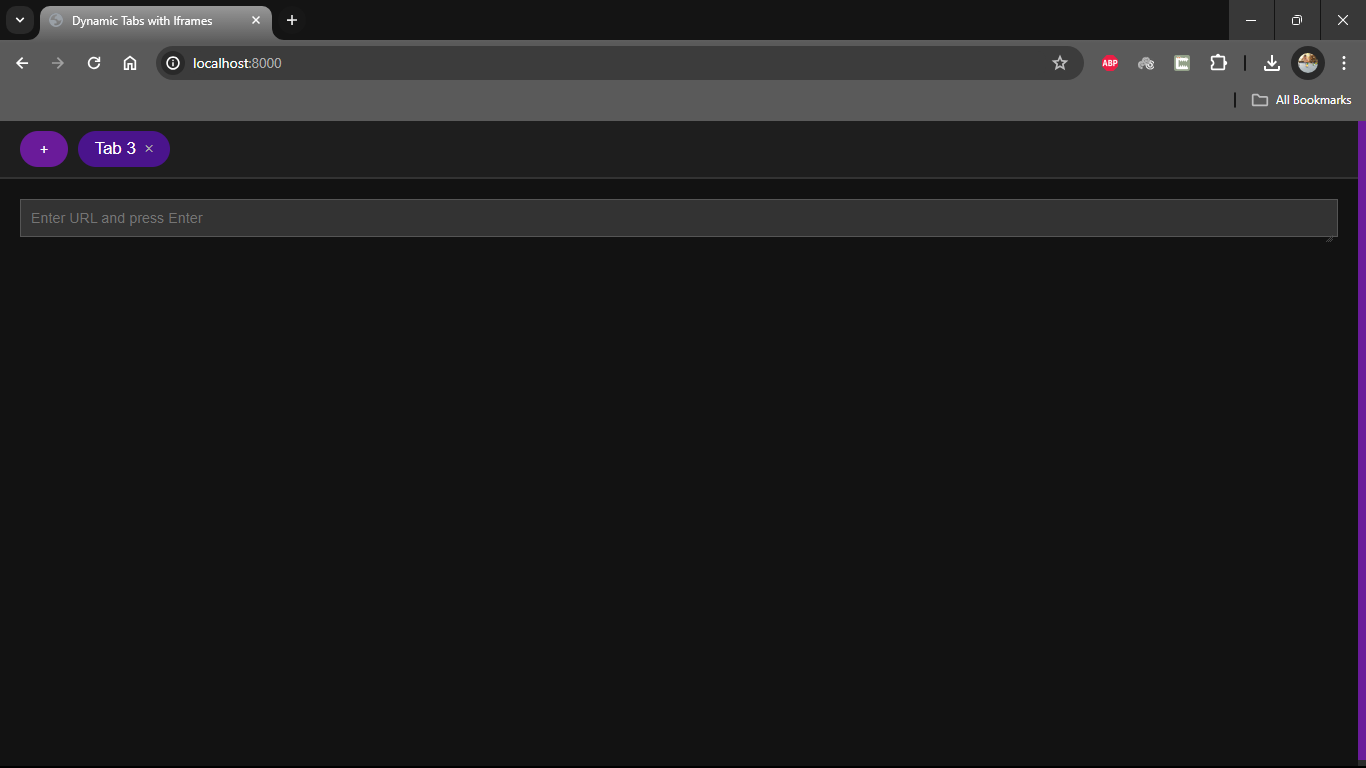 Dynamic Tabs with Iframes
localhost:8000
ABP
All Bookmarks
+ Tab 3 ×
Enter URL and press Enter